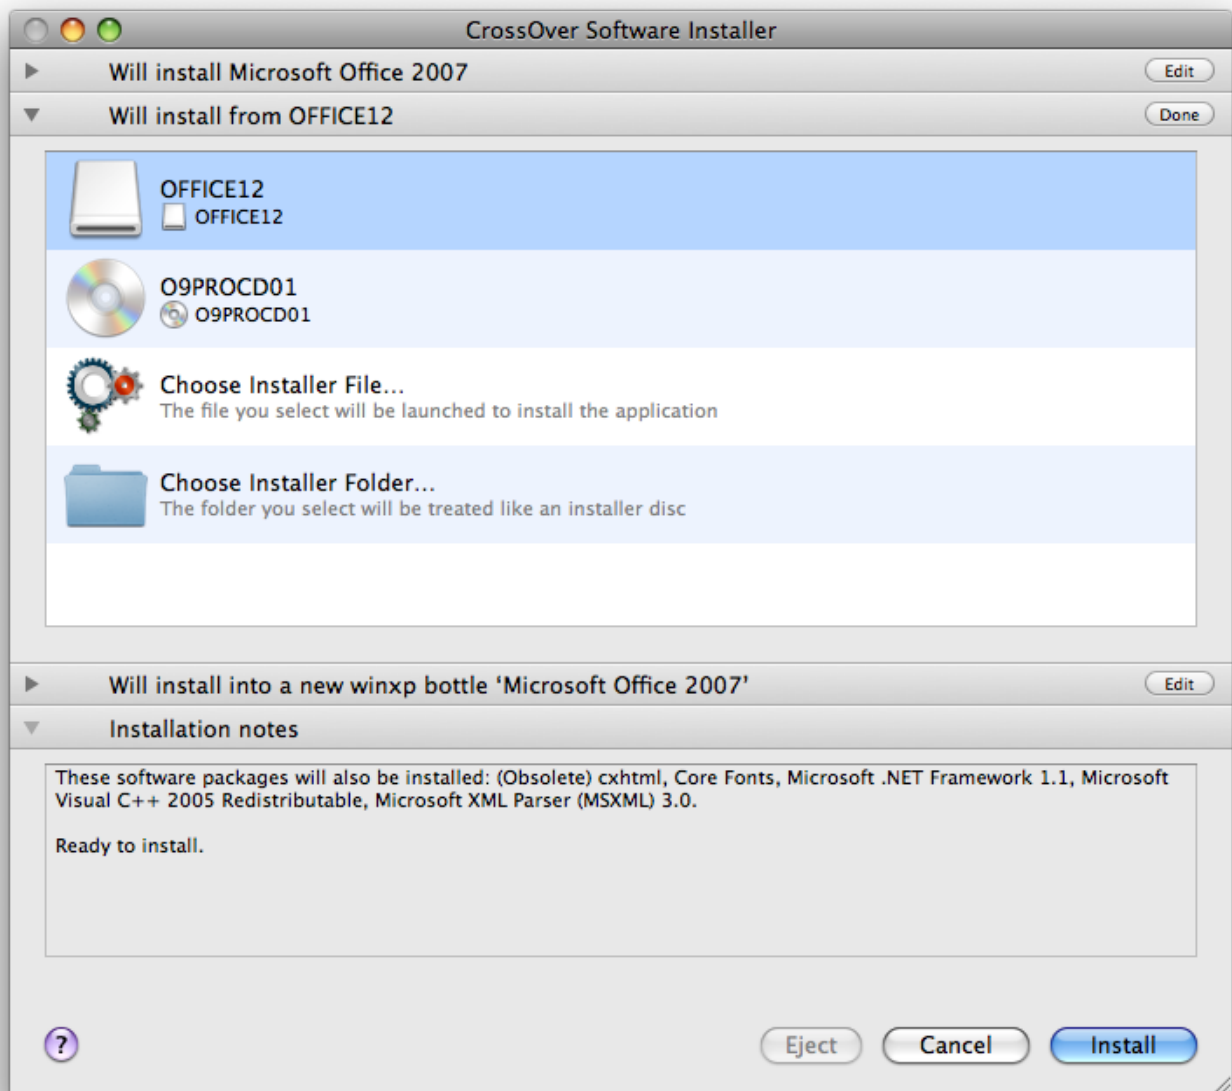 CrossOver Software Installer
Will install Microsoft Office 2007
Edit
Will install from OFFICE12
Done
OFFICE12
OFFICE12
O9PROCD01
O9PROCD01
Choose Installer File...
The file you select will be launched to install the application
Choose Installer Folder...
The folder you select will be treated like an installer disc
Will install into a new winxp bottle ‘Microsoft Office 2007’
Edit
Installation notes
These software packages will also be installed: (Obsolete) cxhtml, Core Fonts, Microsoft .NET Framework 1.1, Microsoft
Visual C++ 2005 Redistributable, Microsoft XML Parser (MSXML) 3.0.
Ready to install.
?
Eject
Cancel
Install